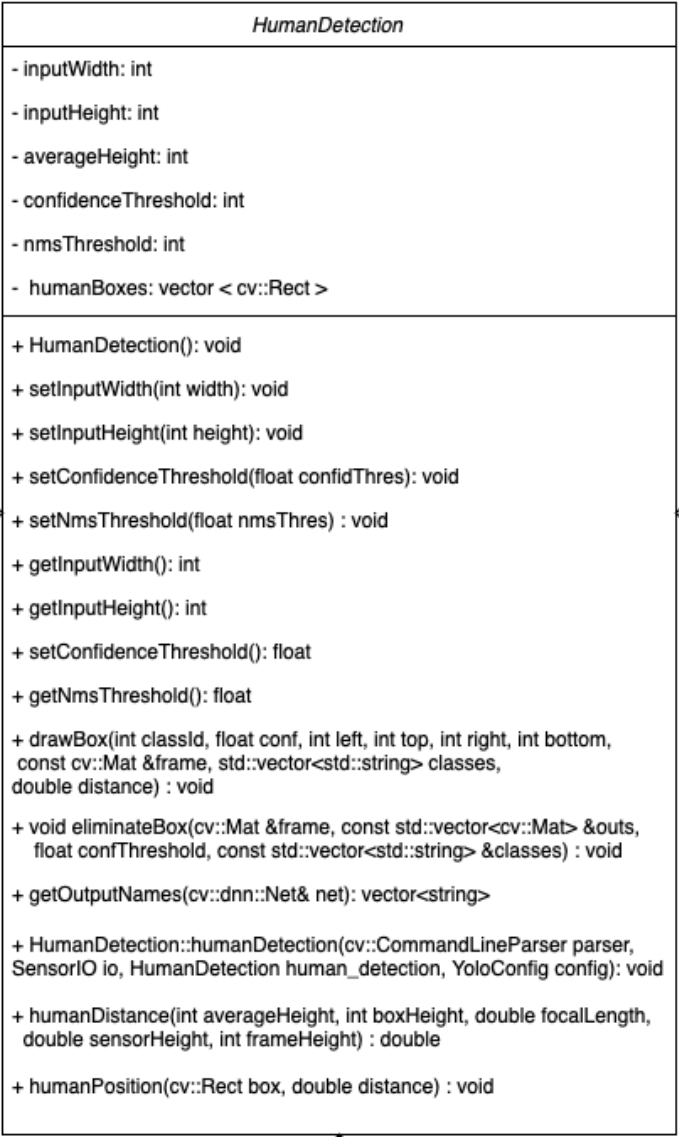 HumanDetection
- inputWidth: int
- inputHeight: int
- averageHeight: int
- confidenceThreshold: int
- nmsThreshold: int
- humanBoxes: vector < cv::Rect >
+ HumanDetection(): void
+ setInputWidth(int width): void
+ setInputHeight(int height): void
+ setConfidenceThreshold(float confidThres): void
+ setNmsThreshold(float nmsThres) : void
+ getInputWidth(): int
+ getInputHeight(): int
+ setConfidenceThreshold(): float
+ getNmsThreshold(): float
+ drawBox(int classId, float conf, int left, int top, int right, int bottom,
const cv::Mat &frame, std::vector<std::string> classes,
double distance) : void
+ void eliminateBox(cv::Mat &frame, const std::vector<cv::Mat> &outs,
float confThreshold, const std::vector<std::string> &classes) : void
+ getOutputNames(cv::dnn::Net& net): vector<string>
+ HumanDetection::humanDetection(cv::CommandLineParser parser,
SensorIO io, HumanDetection human_detection, YoloConfig config): void
+ humanDistance(int averageHeight, int boxHeight, double focalLength,
double sensorHeight, int frameHeight) : double
+ humanPosition(cv::Rect box, double distance) : void